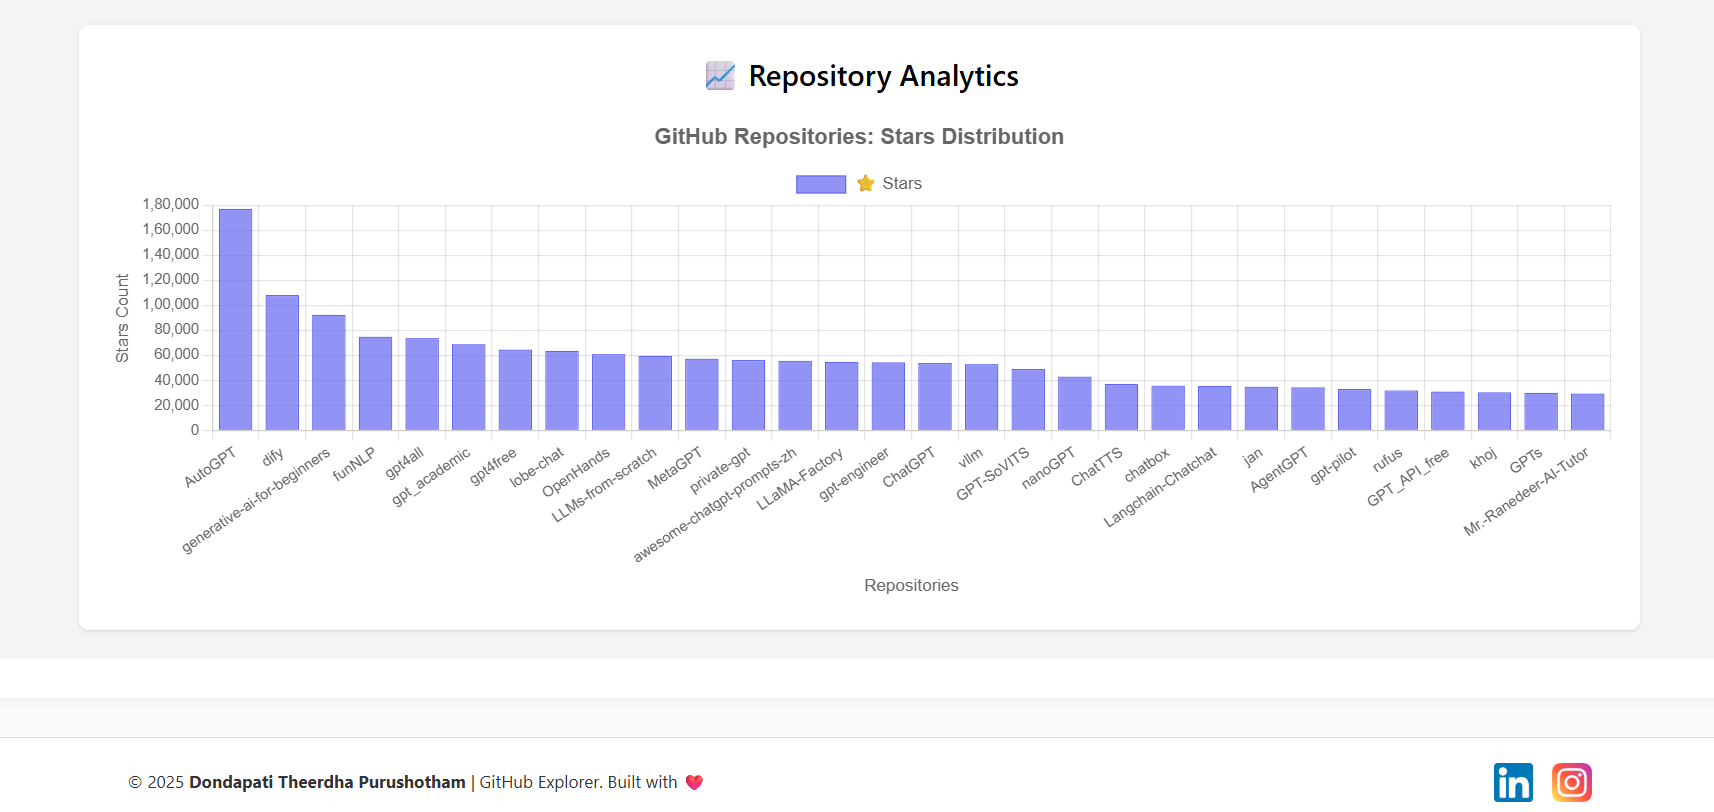 Repository Analytics
GitHub Repositories: Stars Distribution
Stars
1,80,000
1,60,000
1,40,000
1,20,000
1,00,000
80,000
60,000
40,000
20,000
0
Stars Count
AutoGPT
dify
generative-ai-for-beginners
funNLP
gpt4all
gpt_academic
gpt4free
lobe-chat
OpenHands
LLMs-from-scratch
MetaGPT
private-gpt
awesome-chatgpt-prompts-zh
LLaMA-Factory
gpt-engineer
ChatGPT
vllm
GPT-SoVITS
nanoGPT
ChatTTS
chatbox
Langchain-Chatchat
jan
AgentGPT
gpt-pilot
rufus
GPT_API_free
khoj
GPTs
Mr.-Ranedeer-AI-Tutor
Repositories
© 2025 Dondapati Theerdha Purushotham | GitHub Explorer. Built with
in